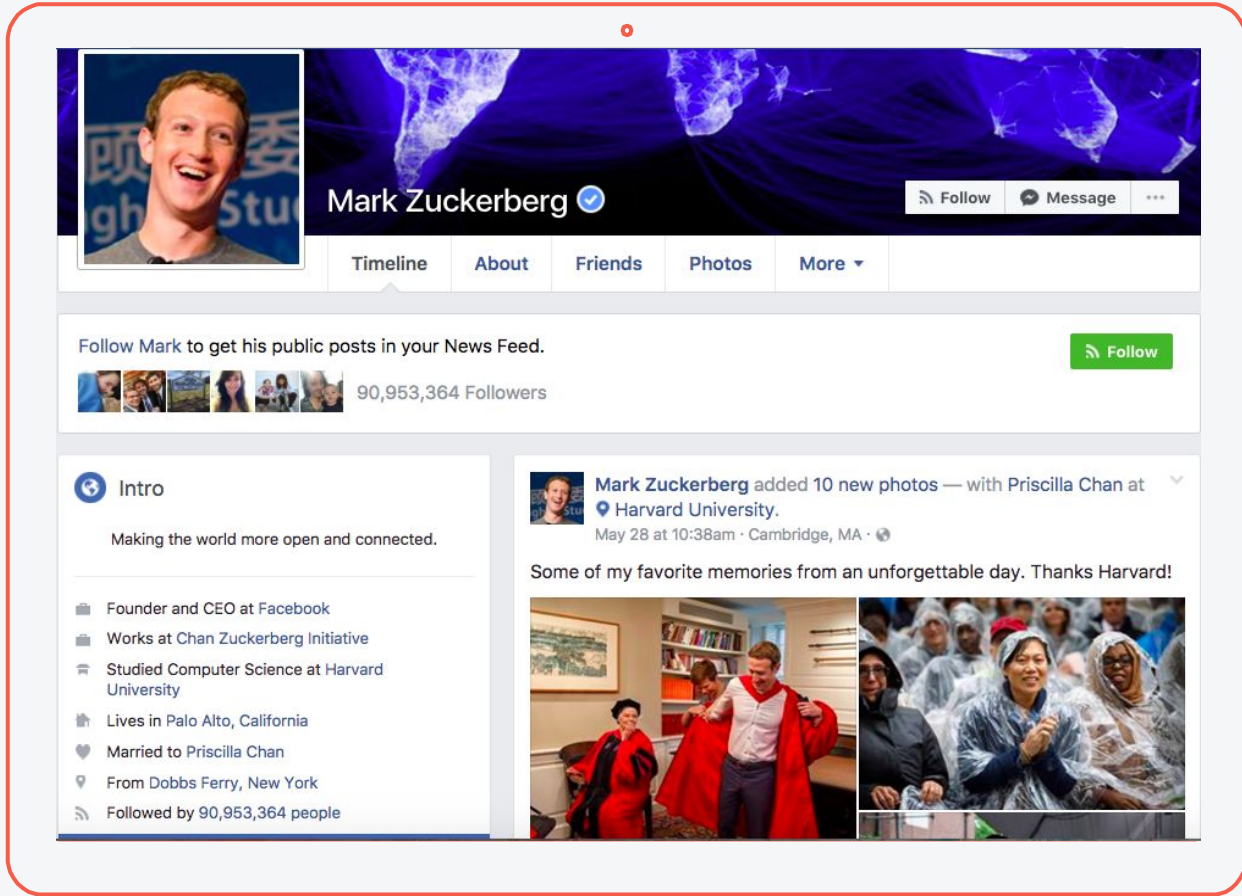 顾 委
ngh Stu
Mark Zuckerberg
Follow Message ...
Timeline About Friends Photos More
Follow Mark to get his public posts in your News Feed.
Follow
90,953,364 Followers
Intro
Making the world more open and connected.
Founder and CEO at Facebook
Works at Chan Zuckerberg Initiative
Studied Computer Science at Harvard
University
Lives in Palo Alto, California
Married to Priscilla Chan
From Dobbs Ferry, New York
Followed by 90,953,364 people
Mark Zuckerberg added 10 new photos — with Priscilla Chan at
Harvard University.
May 28 at 10:38am · Cambridge, MA ·
Some of my favorite memories from an unforgettable day. Thanks Harvard!